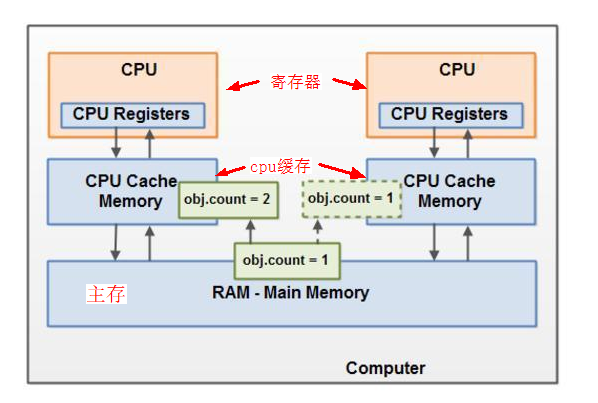 CPU
CPU
寄存器
CPU Registers
CPU Registers
cpu缓存
CPU Cache
Memory
CPU Cache
Memory
obj.count = 2
obj.count = 1
obj.count = 1
主存
RAM - Main Memory
Computer